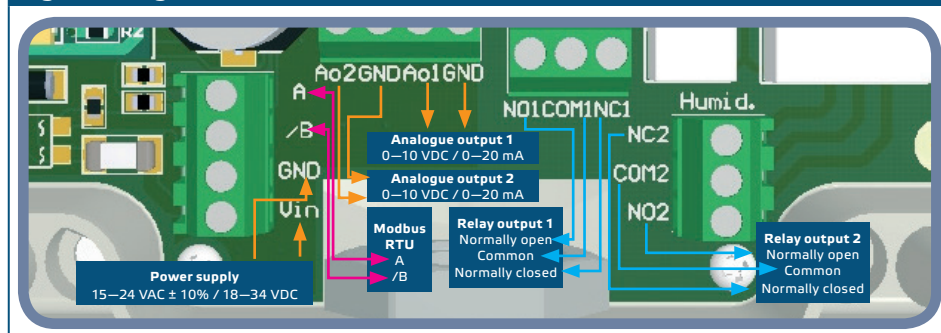 R2
Ao2GNDAo1GND
A
/B
GND
Vin
NO1COM1NC1
Humid.
NC2
COM2
NO2
Analogue output 1
0—10 VDC / 0—20 mA
Analogue output 2
0—10 VDC / 0—20 mA
Modbus
RTU
A
/B
Relay output 1
Normally open
Common
Normally closed
Relay output 2
Normally open
Common
Normally closed
Power supply
15—24 VAC ± 10% / 18—34 VDC